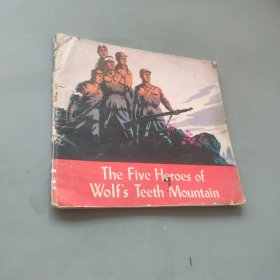 The Five Heroes of
Wolf's Teeth Mountain